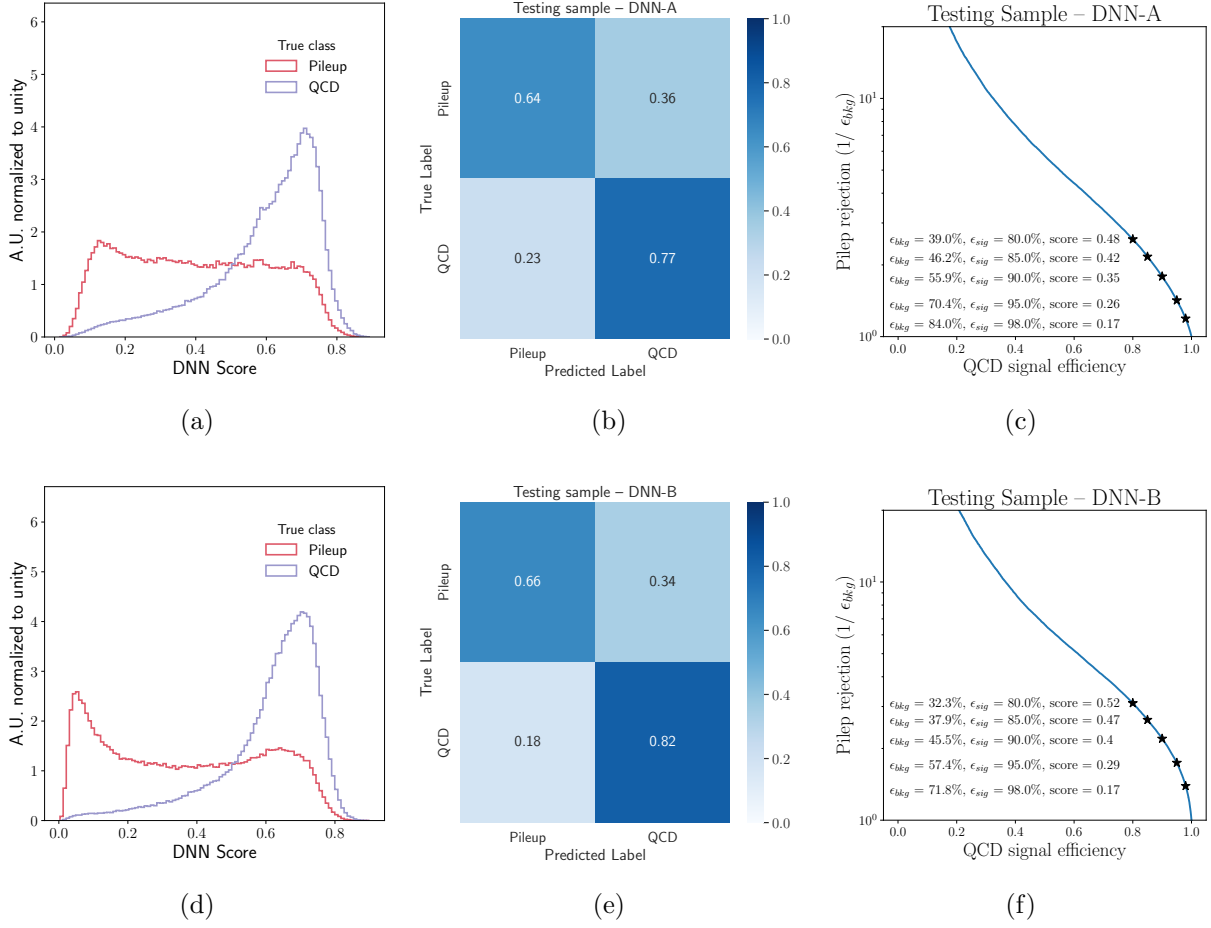 6
5
4
3
2
1
0
A.U. normalized to unity
True class
Pileup
QCD
0.0 0.2 0.4 0.6 0.8
DNN Score
(a)
Testing Sample – DNN-A
True Label
Pileup
QCD
0.64 0.36
0.23 0.77
Pileup QCD
Predicted Label
1.0
0.8
0.6
0.4
0.2
0.0
(b)
Testing Sample – DNN-A
Pilep rejection (1/ ϵbkg)
10¹
10⁰
ϵbkg = 39.0%, ϵsig = 80.0%, score = 0.48
ϵbkg = 46.2%, ϵsig = 85.0%, score = 0.42
ϵbkg = 55.9%, ϵsig = 90.0%, score = 0.35
ϵbkg = 70.4%, ϵsig = 95.0%, score = 0.26
ϵbkg = 84.0%, ϵsig = 98.0%, score = 0.17
0.0 0.2 0.4 0.6 0.8 1.0
QCD signal efficiency
(c)
6
5
4
3
2
1
0
A.U. normalized to unity
True class
Pileup
QCD
0.0 0.2 0.4 0.6 0.8
DNN Score
(d)
Testing sample – DNN-B
True Label
Pileup
QCD
0.66 0.34
0.18 0.82
Pileup QCD
Predicted Label
1.0
0.8
0.6
0.4
0.2
0.0
(e)
Testing Sample – DNN-B
Pilep rejection (1/ ϵbkg)
10¹
10⁰
ϵbkg = 32.3%, ϵsig = 80.0%, score = 0.52
ϵbkg = 37.9%, ϵsig = 85.0%, score = 0.47
ϵbkg = 45.5%, ϵsig = 90.0%, score = 0.4
ϵbkg = 57.4%, ϵsig = 95.0%, score = 0.29
ϵbkg = 71.8%, ϵsig = 98.0%, score = 0.17
0.0 0.2 0.4 0.6 0.8 1.0
QCD signal efficiency
(f)